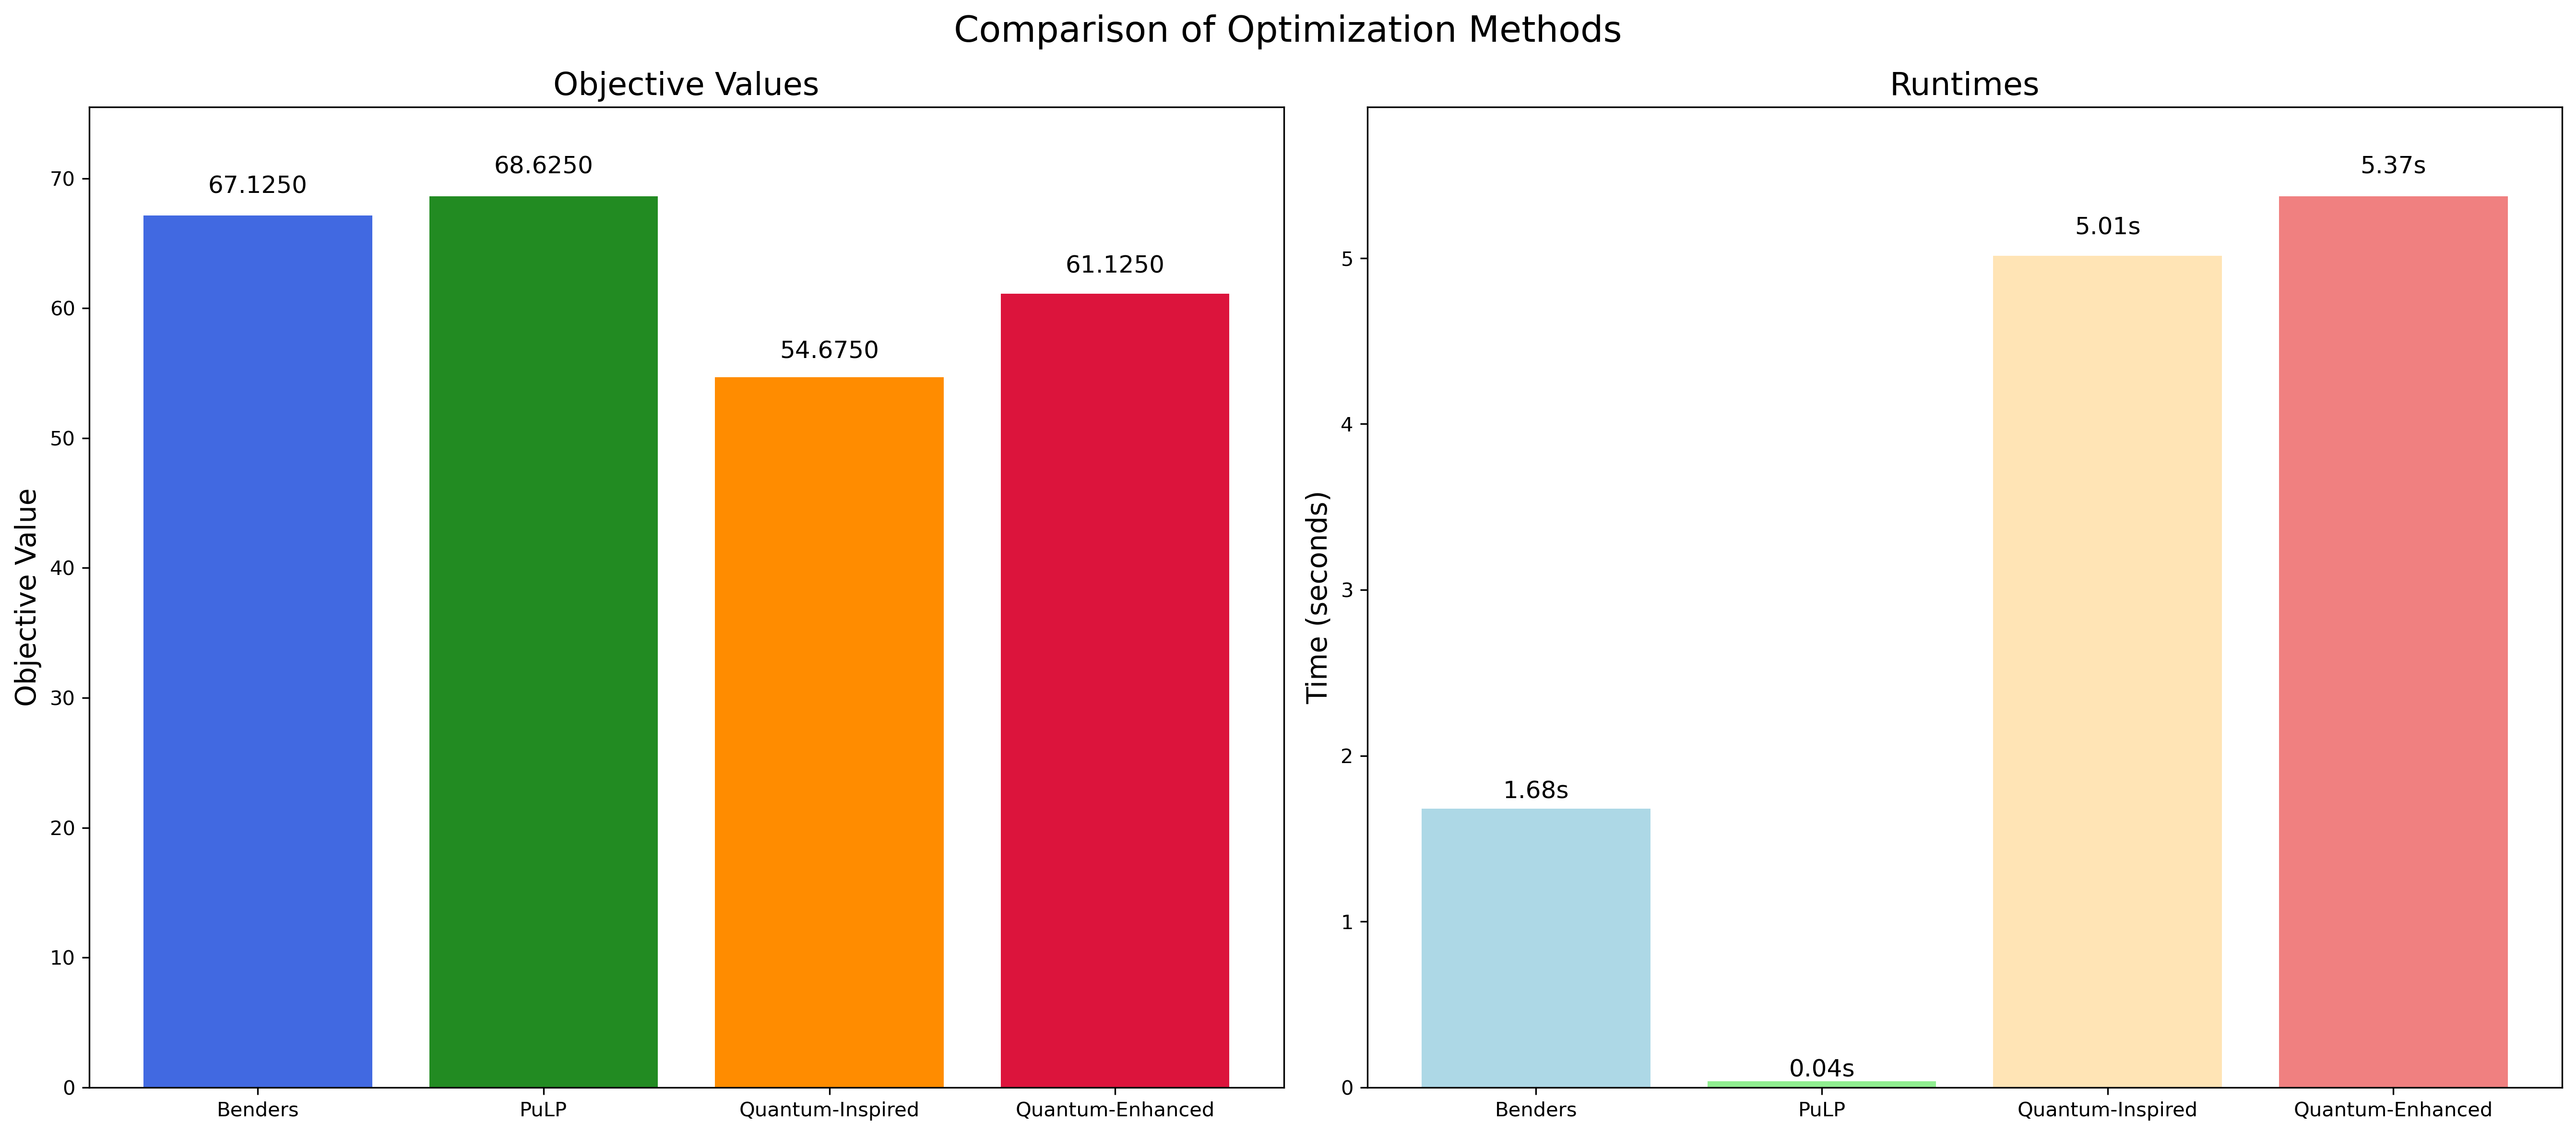 Comparison of Optimization Methods
Objective Values
Objective Value
70
60
50
40
30
20
10
0
67.1250
68.6250
54.6750
61.1250
Benders
PuLP
Quantum-Inspired
Quantum-Enhanced
Runtimes
Time (seconds)
5
4
3
2
1
0
1.68s
0.04s
5.01s
5.37s
Benders
PuLP
Quantum-Inspired
Quantum-Enhanced